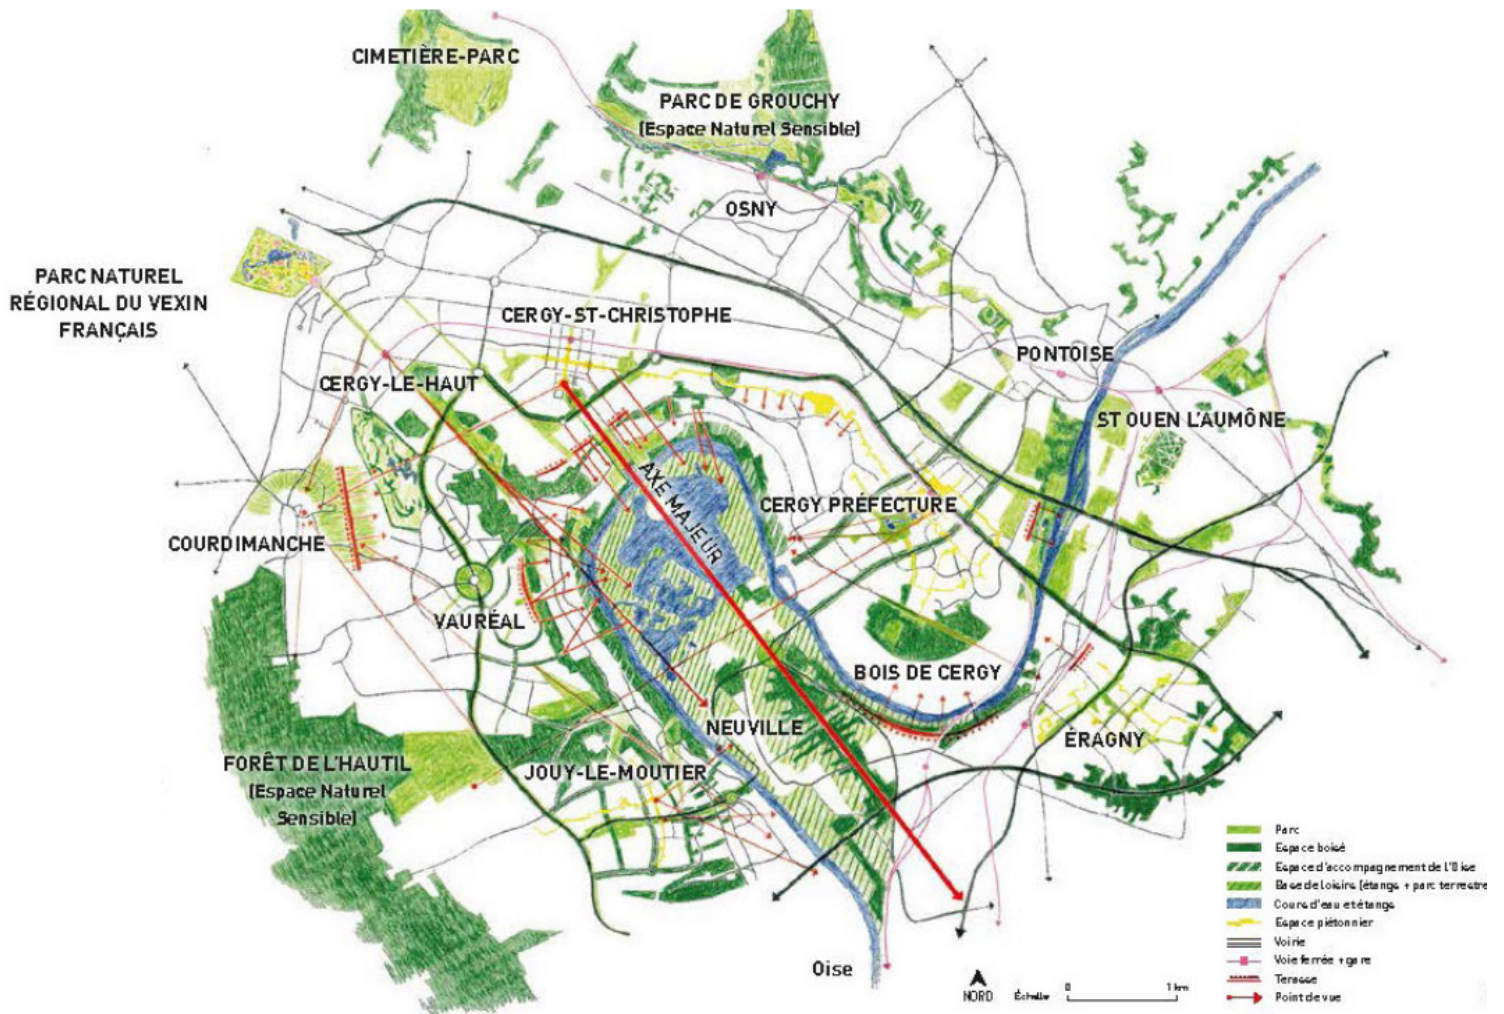 CIMETIÈRE-PARC
PARC DE GROUCHY
(Espace Naturel Sensible)
OSNY
PARC NATUREL
RÉGIONAL DU VEXIN
FRANÇAIS
CERGY-ST-CHRISTOPHE
PONTOISE
CERGY-LE-HAUT
ST OUEN L'AUMÔNE
AXE MAJEUR
CERGY PRÉFECTURE
COURDIMANCHE
VAURÉAL
BOIS DE CERGY
NEUVILLE
ÉRAGNY
FORÊT DE L'HAUTIL
(Espace Naturel
Sensible)
JOUY-LE-MOUTIER
Oise
NORD
Échelle
0
1 km
Parc
Espace boisé
Espace d'accompagnement de l'Oise
Base de loisirs (étangs + parc terrestre
Cours d'eau et étangs
Espace piétonnier
Voirie
Voie ferrée + gare
Terasse
Point de vue